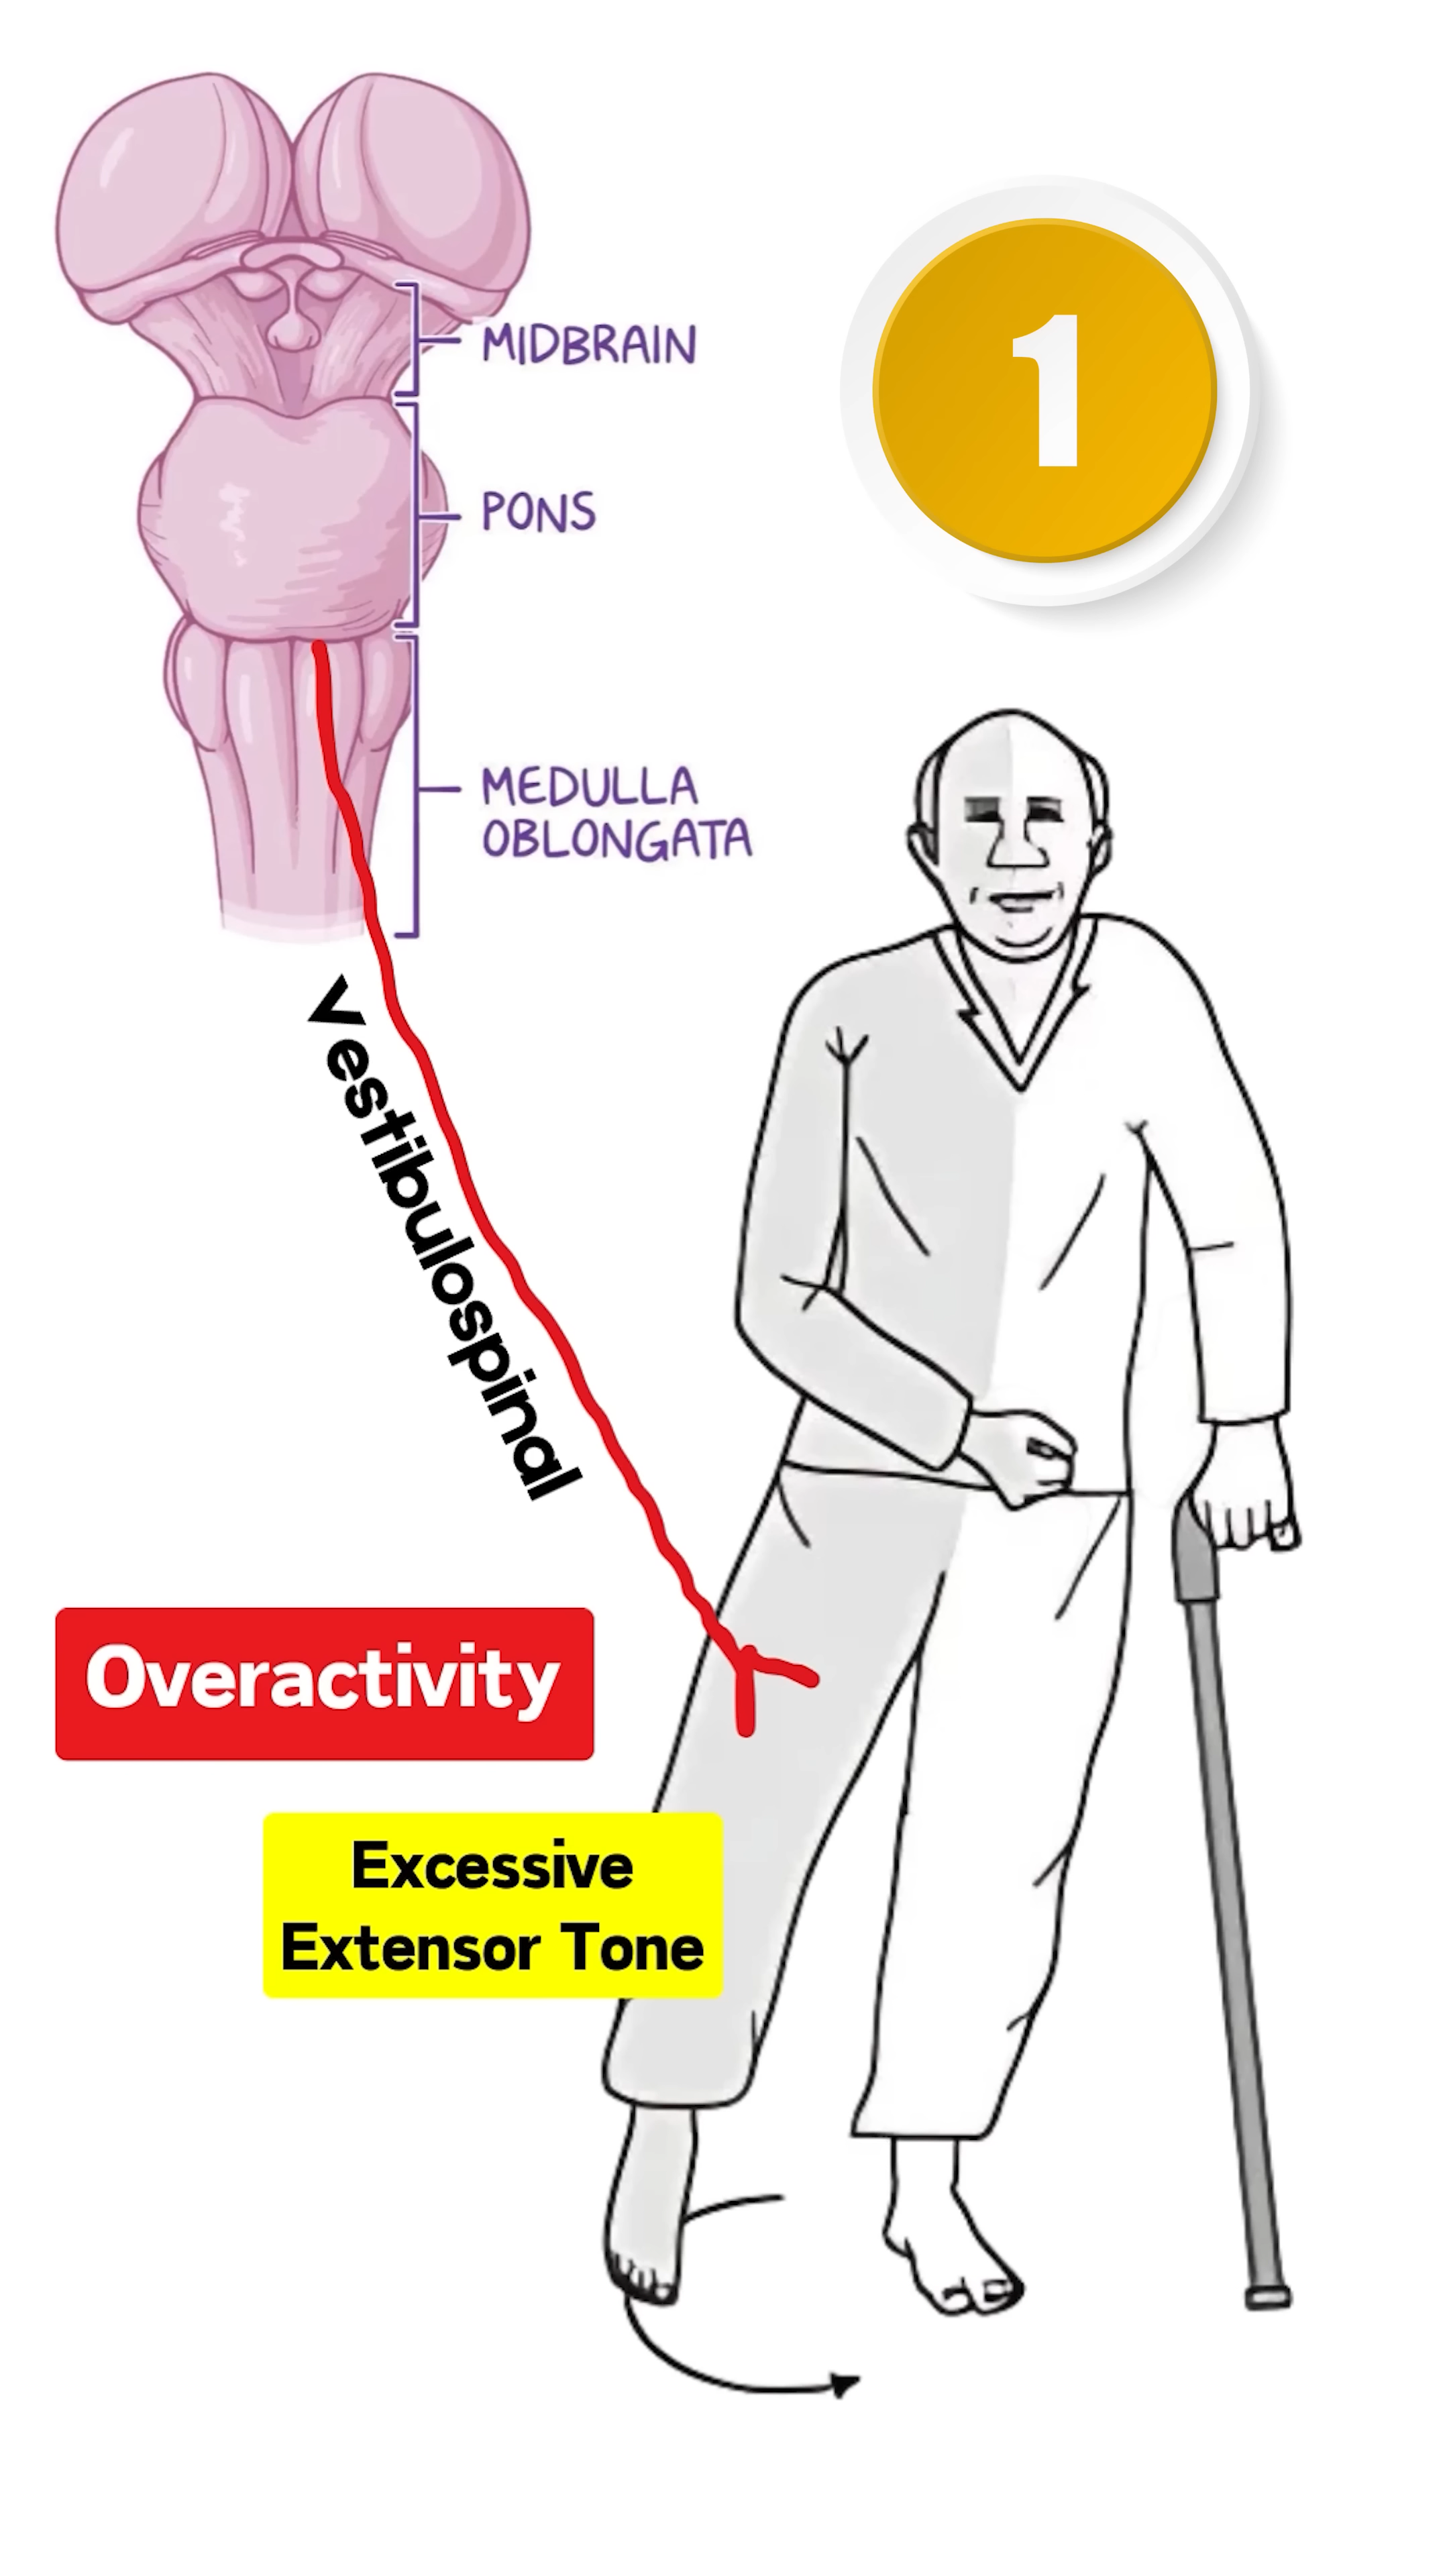 1
MIDBRAIN
PONS
MEDULLA
OBLONGATA
Vestibulospinal
Overactivity
Excessive
Extensor Tone